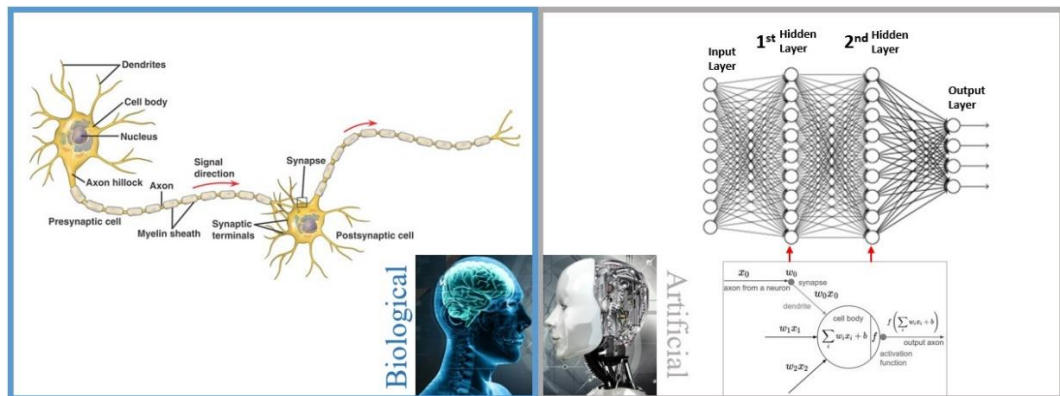 Dendrites
Cell body
Nucleus
Axon hillock
Axon
Signal
direction
Synapse
Presynaptic cell
Myelin sheath
Synaptic
terminals
Postsynaptic cell
Biological
Input
Layer
1st Hidden
Layer
2nd Hidden
Layer
Output
Layer
Artificial
x0
w0
axon from a neuron
synapse
w0x0
dendrite
cell body
w1x1
∑ wixi + b
i
f
f(∑ wixi + b)
i
output axon
activation
function
w2x2